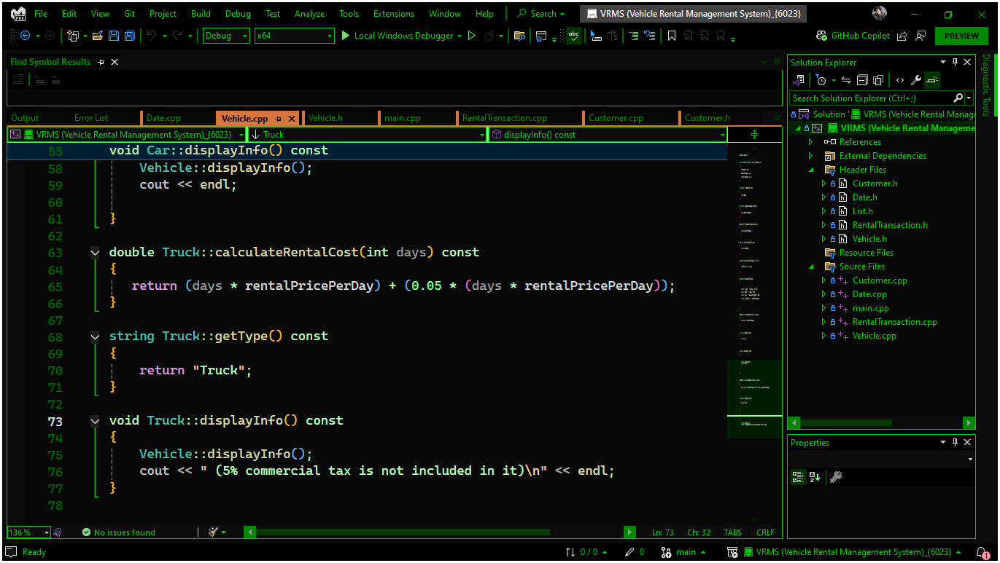 File Edit View Git Project Build Debug Test Analyze Tools Extensions Window Help Search VRMS (Vehicle Rental Management System)_{6023}
Debug x64 Local Windows Debugger abc GitHub Copilot PREVIEW
Find Symbol Results
Output Error List Date.cpp Vehicle.cpp Vehicle.h main.cpp RentalTransaction.cpp Customer.cpp Customer.h
VRMS (Vehicle Rental Management System)_{6023} Truck displayInfo() const
55 void Car::displayInfo() const
58 Vehicle::displayInfo();
59 cout << endl;
60
61 }
62
63 double Truck::calculateRentalCost(int days) const
64 {
65 return (days * rentalPricePerDay) + (0.05 * (days * rentalPricePerDay));
66 }
67
68 string Truck::getType() const
69 {
70 return "Truck";
71 }
72
73 void Truck::displayInfo() const
74 {
75 Vehicle::displayInfo();
76 cout << " (5% commercial tax is not included in it)\n" << endl;
77 }
78
136 % No issues found Ln: 73 Ch: 32 TABS CRLF
Solution Explorer
Search Solution Explorer (Ctrl+;)
Solution ' VRMS (Vehicle Rental Manag
VRMS (Vehicle Rental Manageme
References
External Dependencies
Header Files
Customer.h
Date.h
List.h
RentalTransaction.h
Vehicle.h
Resource Files
Source Files
Customer.cpp
Date.cpp
main.cpp
RentalTransaction.cpp
Vehicle.cpp
Properties
Diagnostic Tools
Ready 0 / 0 0 main VRMS (Vehicle Rental Management System)_{6023} 1